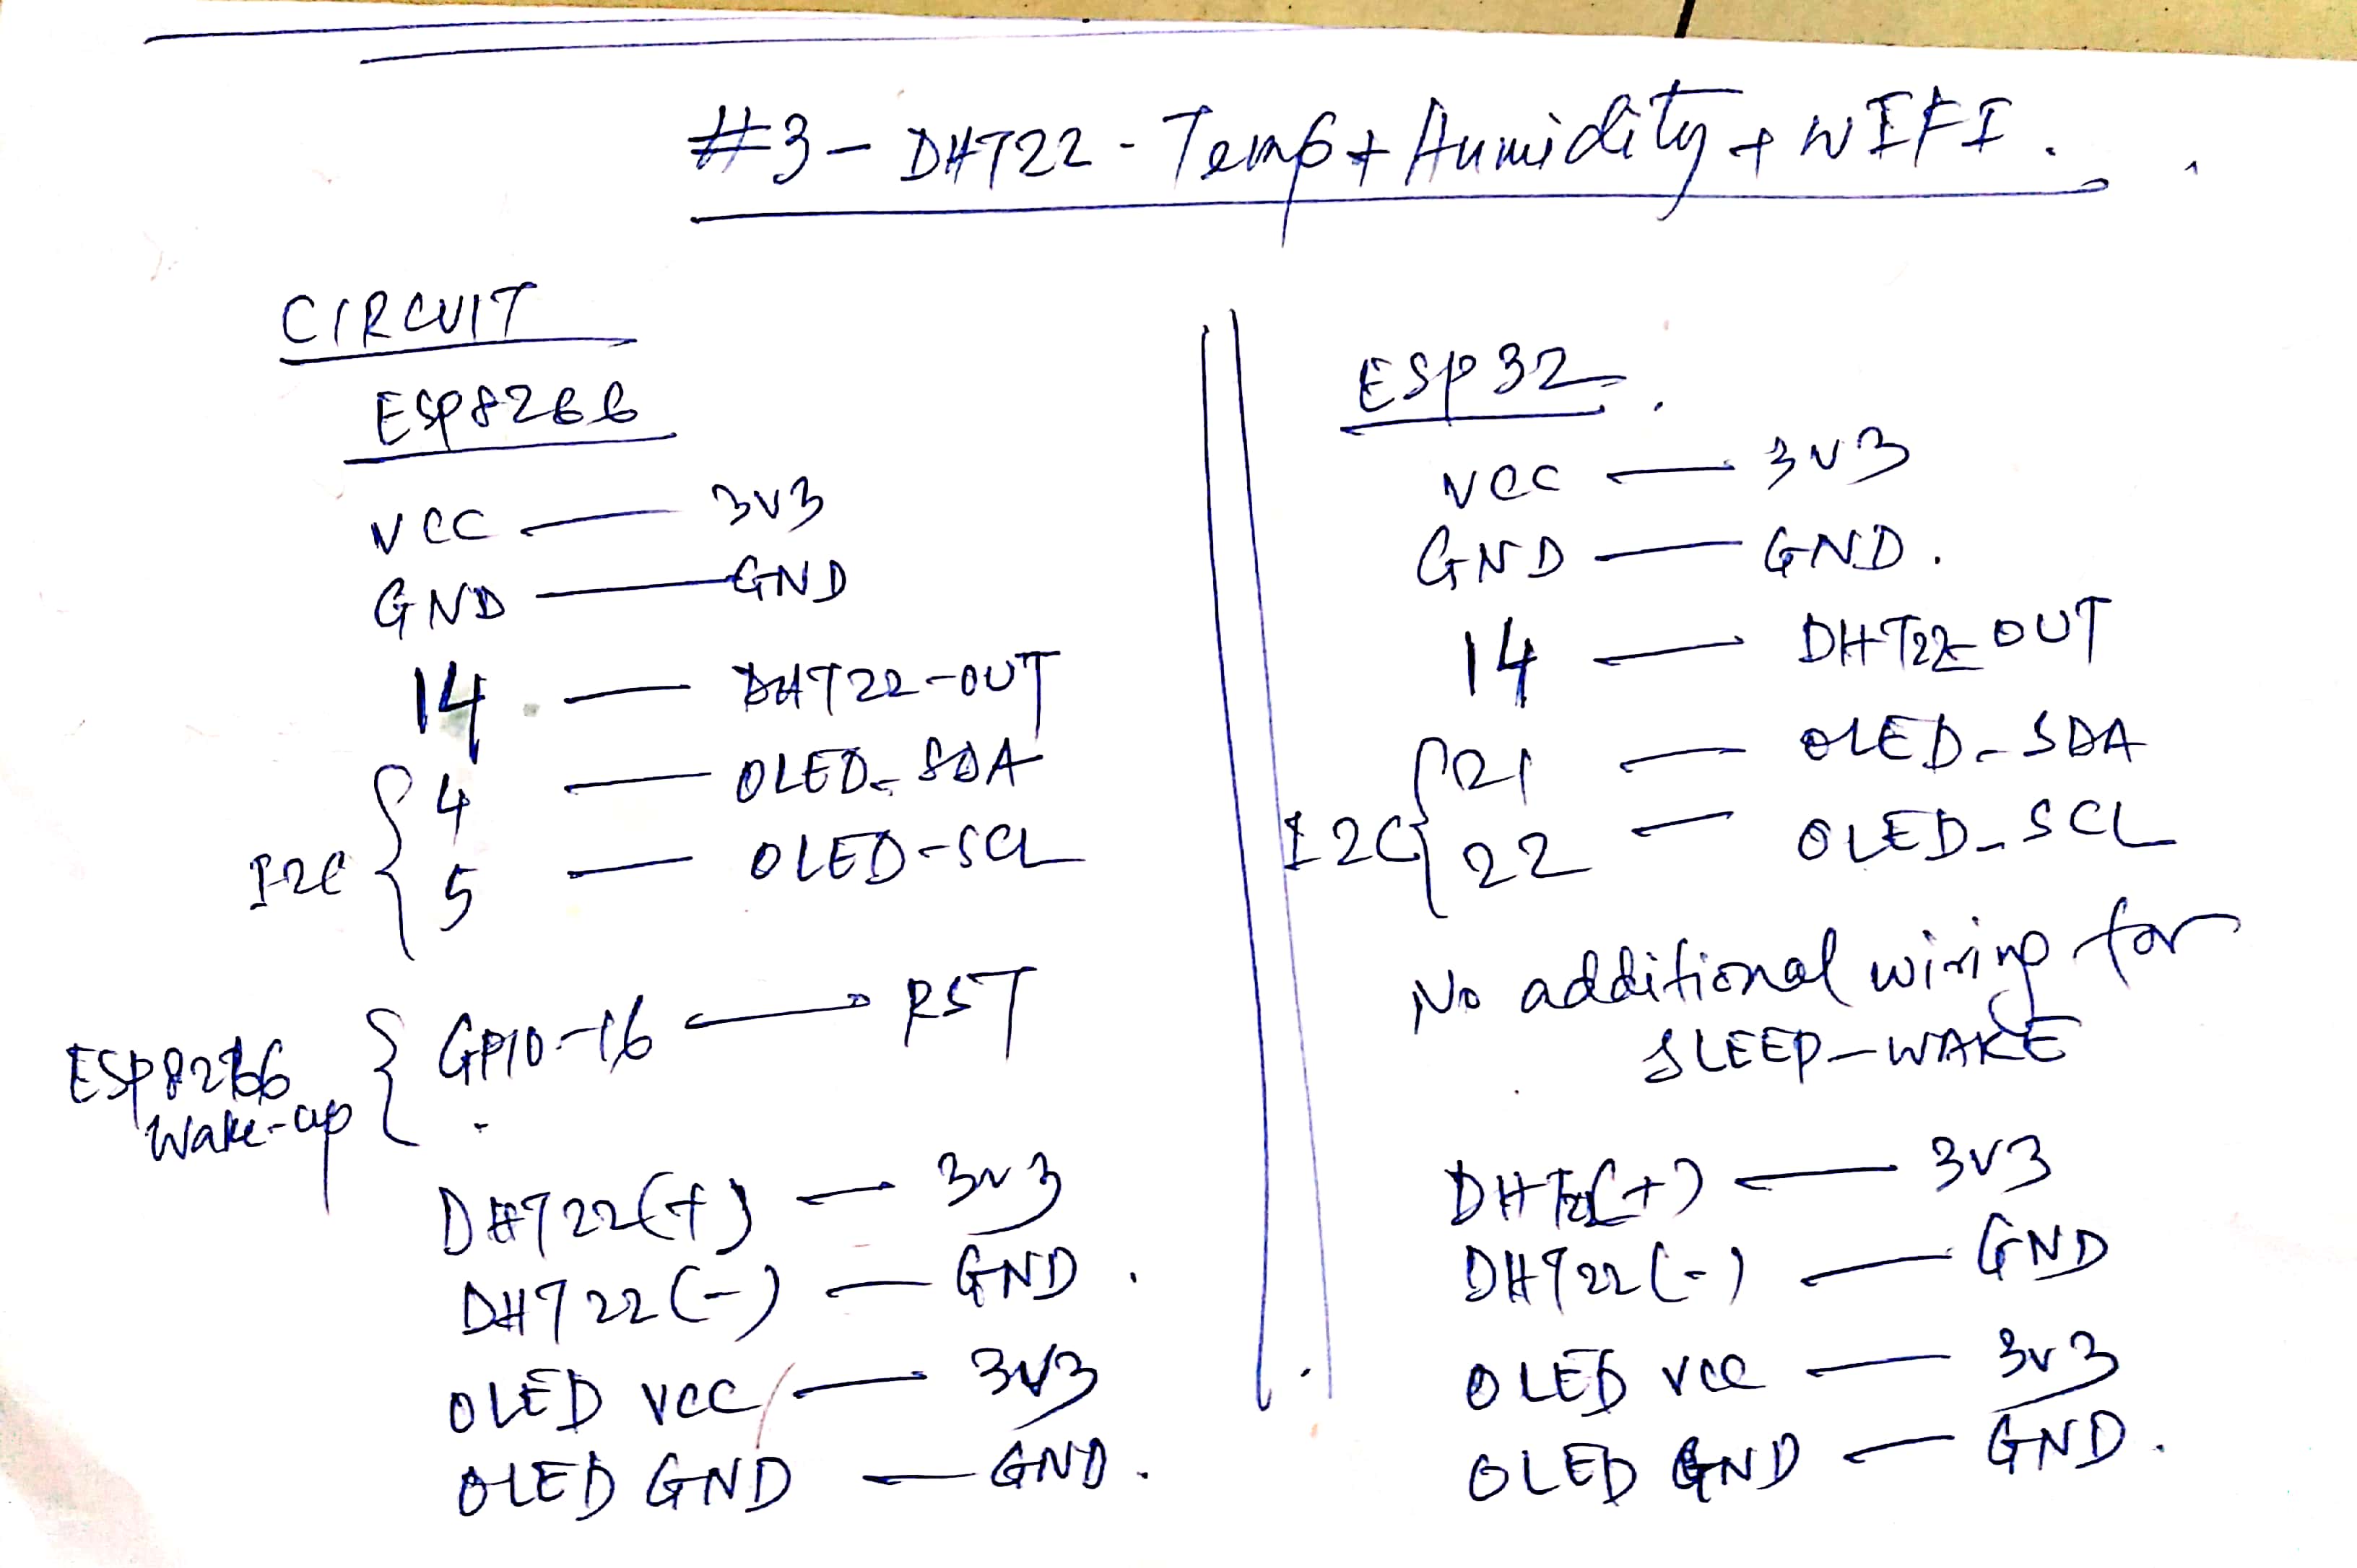 #3 - DHT22 - Temp + Humidity + WIFI.
CIRCUIT
ESP8266
VCC — 3V3
GND — GND
14 — DHT22-OUT
4 — OLED-SDA
I2C { 5 — OLED-SCL
ESP8266 Wake-up { GPIO-16 — RST
DHT22(+) — 3V3
DHT22(-) — GND.
OLED VCC — 3V3
OLED GND — GND.
ESP32.
VCC — 3V3
GND — GND.
14 — DHT22 OUT
21 — OLED-SDA
I2C { 22 — OLED-SCL
No additional wiring for
SLEEP-WAKE
DHT22(+) — 3V3
DHT22(-) — GND
OLED VCC — 3V3
OLED GND — GND.